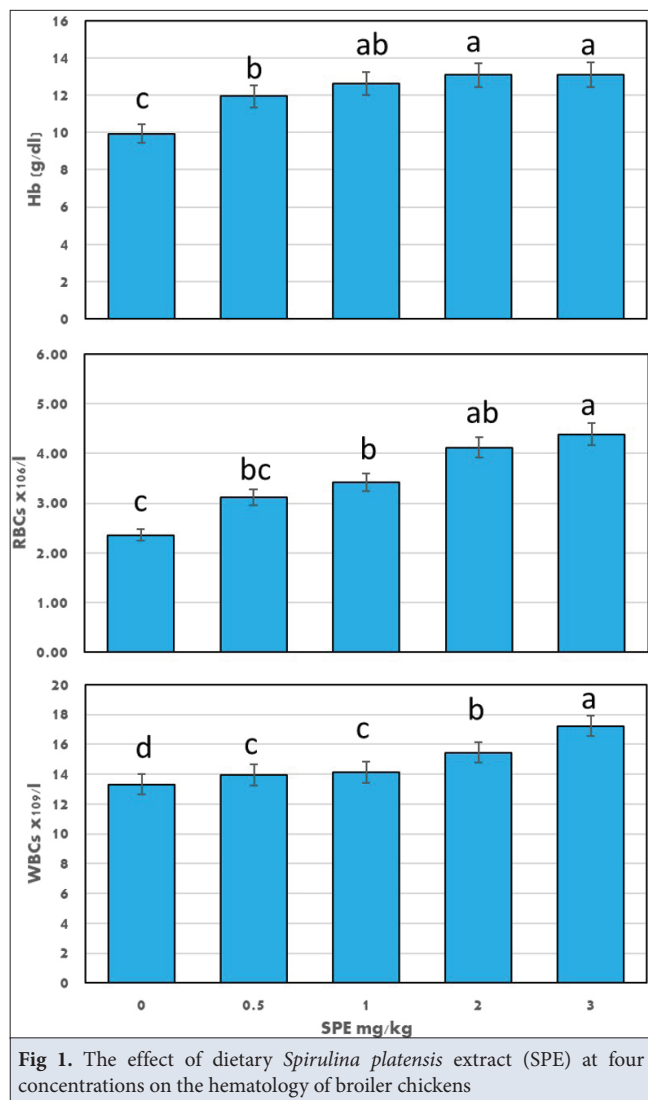 16
14
12
10
8
6
4
2
0
Hb (g/dl)
c
b
ab
a
a
6.00
5.00
4.00
3.00
2.00
1.00
0.00
RBCs x106/l
c
bc
b
ab
a
20
18
16
14
12
10
8
6
4
2
0
WBCs x109/l
d
c
c
b
a
0 0.5 1 2 3
SPE mg/kg
Fig 1. The effect of dietary Spirulina platensis extract (SPE) at four
concentrations on the hematology of broiler chickens